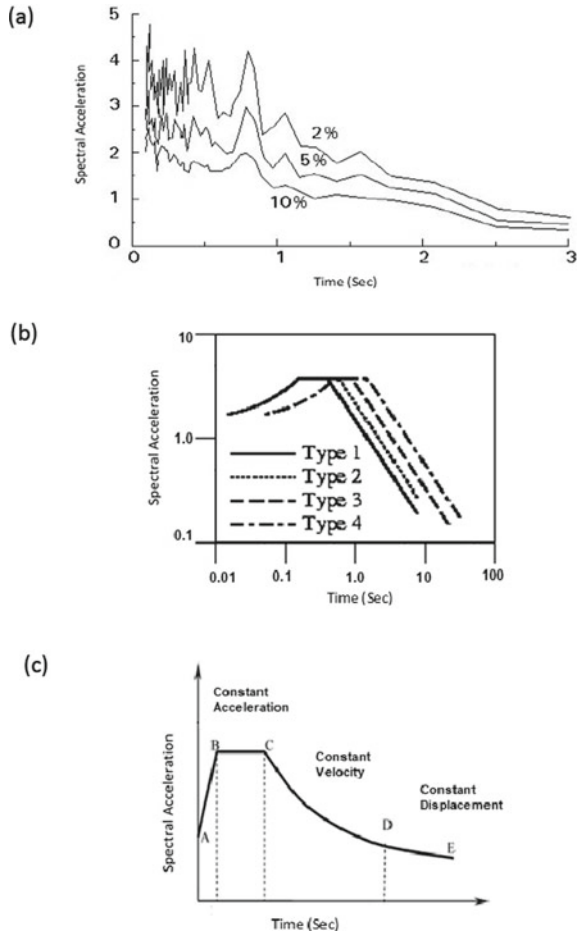 (a)
5
4
3
2
1
0
Spectral Acceleration
2%
5%
10%
0 1 2 3
Time (Sec)
(b)
10
1.0
0.1
Spectral Acceleration
Type 1
Type 2
Type 3
Type 4
0.01 0.1 1.0 10 100
Time (Sec)
(c)
Spectral Acceleration
Constant
Acceleration
B C
Constant
Velocity
Constant
Displacement
D
A
E
Time (Sec)